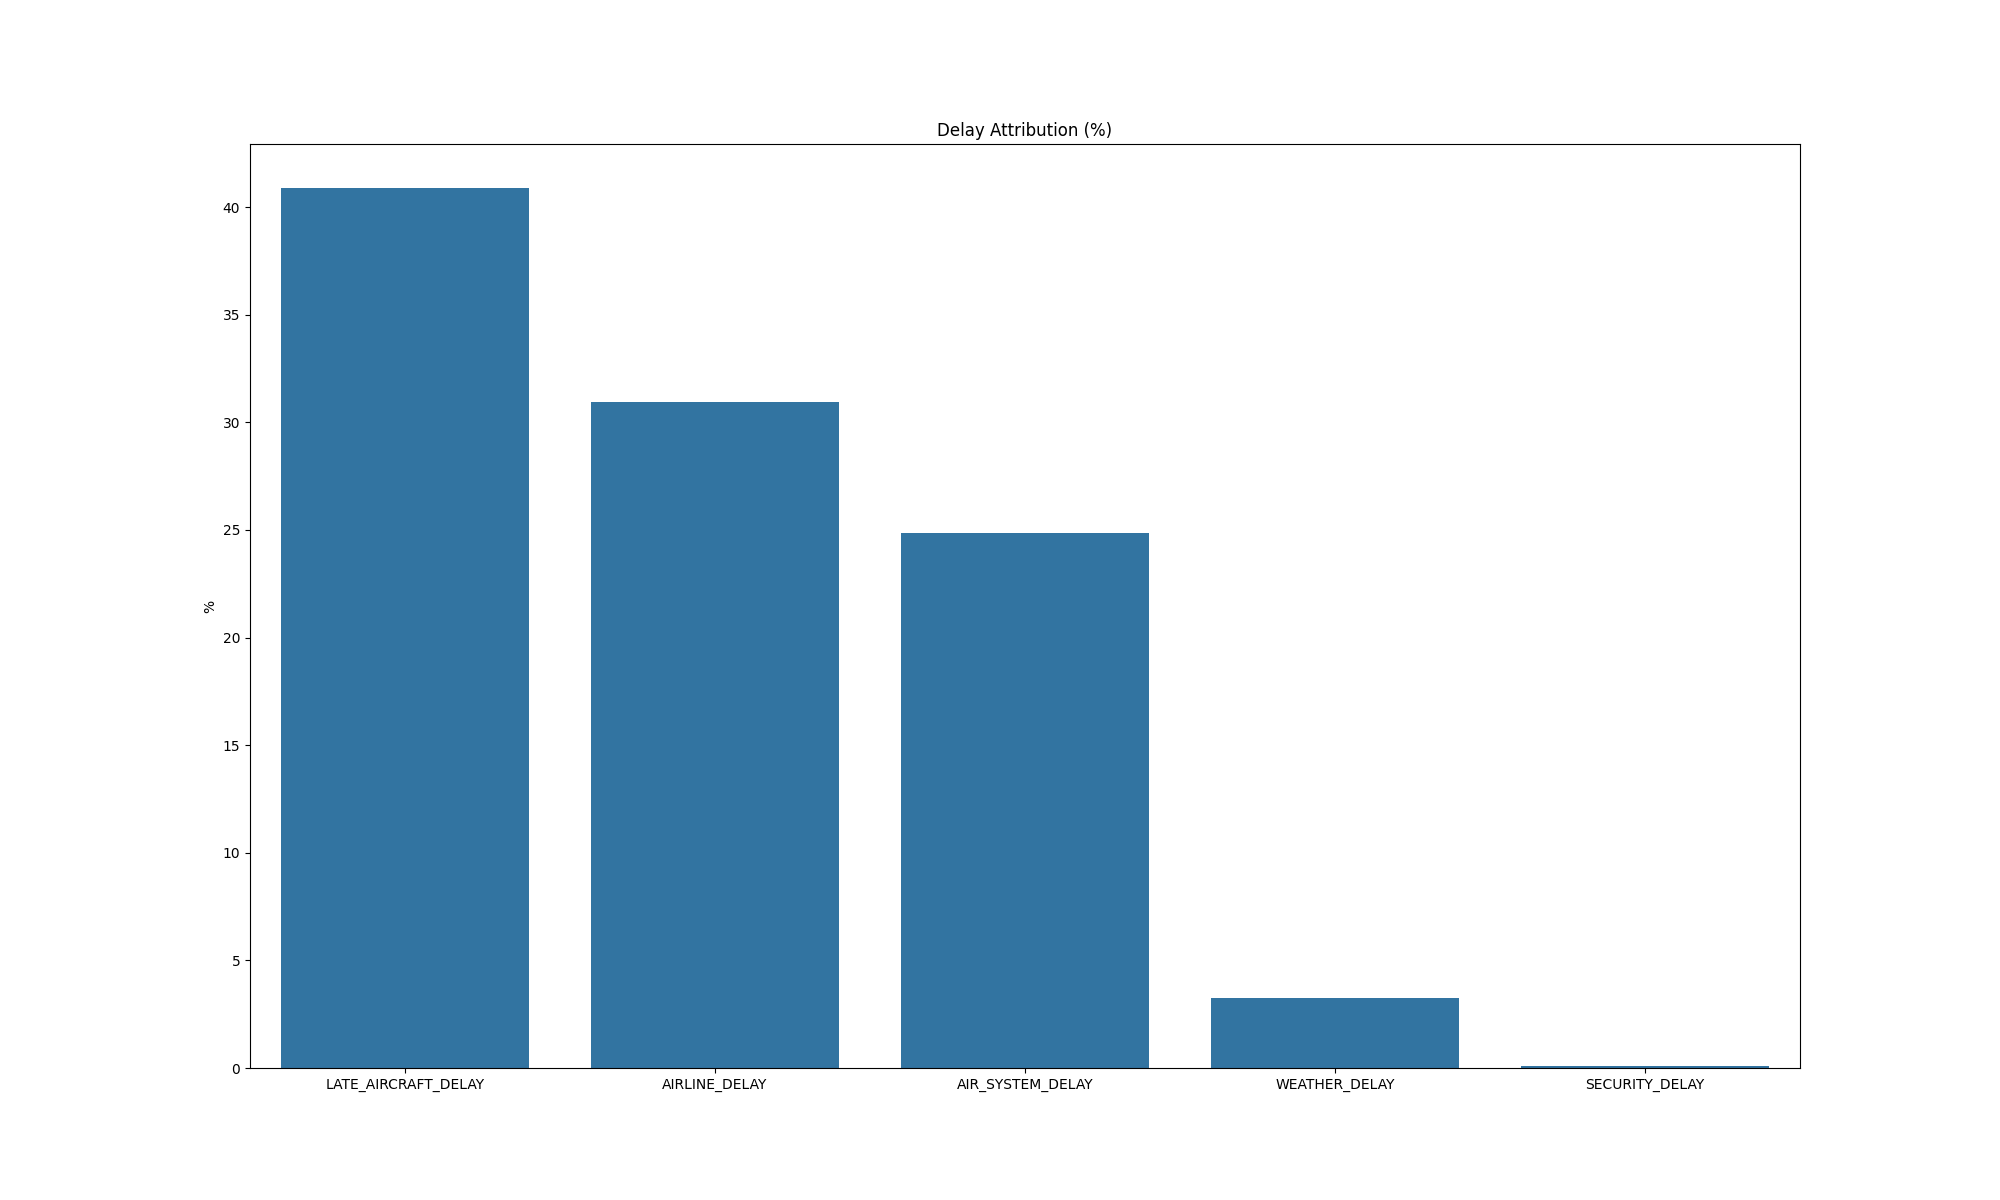 Delay Attribution (%)
%
40
35
30
25
20
15
10
5
0
LATE_AIRCRAFT_DELAY
AIRLINE_DELAY
AIR_SYSTEM_DELAY
WEATHER_DELAY
SECURITY_DELAY